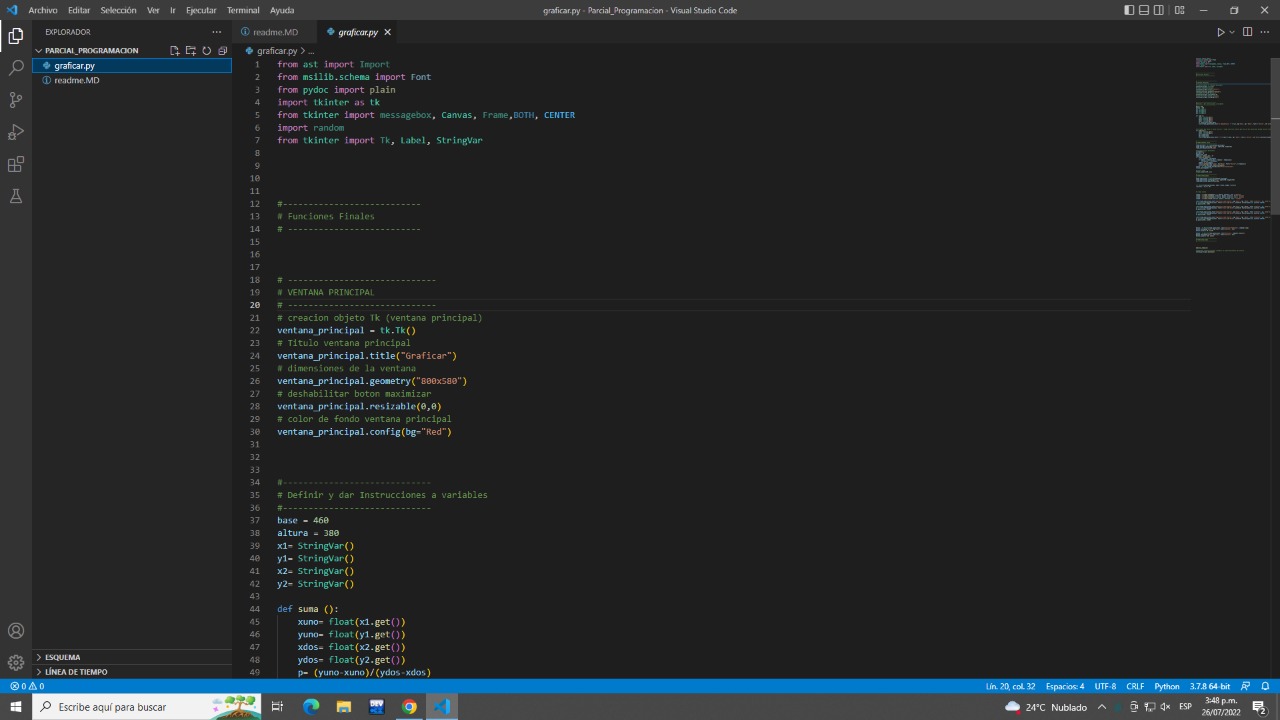 Archivo Editar Selección Ver Ir Ejecutar Terminal Ayuda
graficar.py - Parcial_Programacion - Visual Studio Code
EXPLORADOR
PARCIAL_PROGRAMACION
graficar.py
readme.MD
ESQUEMA
LÍNEA DE TIEMPO
readme.MD
graficar.py
graficar.py > ...
1 from ast import Import
2 from msilib.schema import Font
3 from pydoc import plain
4 import tkinter as tk
5 from tkinter import messagebox, Canvas, Frame,BOTH, CENTER
6 import random
7 from tkinter import Tk, Label, StringVar
8
9
10
11
12 #---------------------------
13 # Funciones Finales
14 # --------------------------
15
16
17
18 # -----------------------------
19 # VENTANA PRINCIPAL
20 # -----------------------------
21 # creacion objeto Tk (ventana principal)
22 ventana_principal = tk.Tk()
23 # Titulo ventana principal
24 ventana_principal.title("Graficar")
25 # dimensiones de la ventana
26 ventana_principal.geometry("800x580")
27 # deshabilitar boton maximizar
28 ventana_principal.resizable(0,0)
29 # color de fondo ventana principal
30 ventana_principal.config(bg="Red")
31
32
33
34 #-----------------------------
35 # Definir y dar Instrucciones a variables
36 #-----------------------------
37 base = 460
38 altura = 380
39 x1= StringVar()
40 y1= StringVar()
41 x2= StringVar()
42 y2= StringVar()
43
44 def suma ():
45 xuno= float(x1.get())
46 yuno= float(y1.get())
47 xdos= float(x2.get())
48 ydos= float(y2.get())
49 p= (yuno-xuno)/(ydos-xdos)
0 0 Lín. 20, col. 32 Espacios: 4 UTF-8 CRLF Python 3.7.8 64-bit
Escribe aquí para buscar
24°C Nublado
ESP
3:48 p.m.
26/07/2022
2